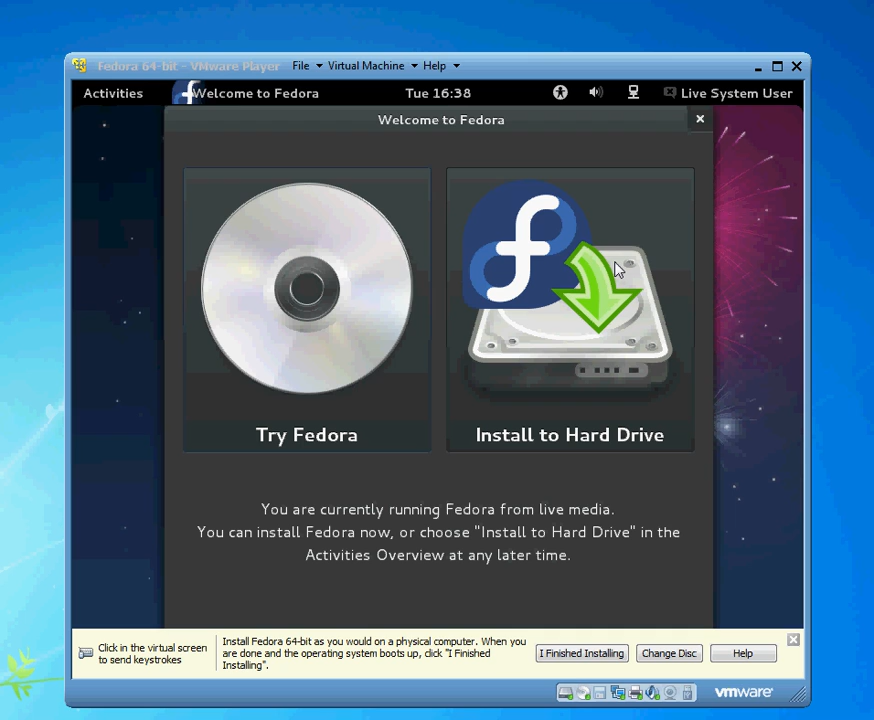 Fedora 64-bit - VMware Player File Virtual Machine Help
Activities Welcome to Fedora Tue 16:38 Live System User
Welcome to Fedora
Try Fedora Install to Hard Drive
You are currently running Fedora from live media.
You can install Fedora now, or choose "Install to Hard Drive" in the
Activities Overview at any later time.
Click in the virtual screen
to send keystrokes
Install Fedora 64-bit as you would on a physical computer. When you
are done and the operating system boots up, click "I Finished
Installing".
I Finished Installing Change Disc Help
vmware